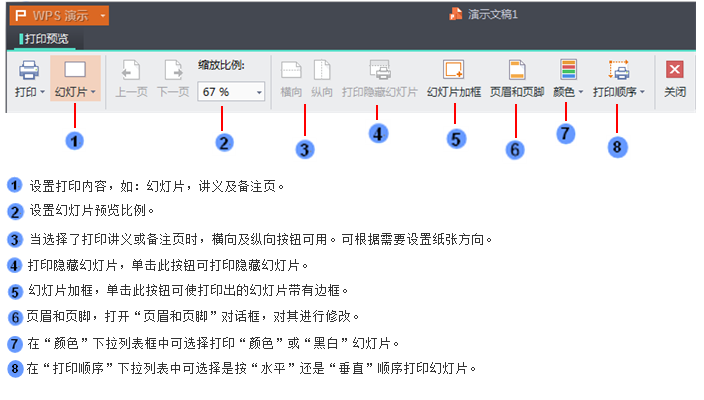 WPS 演示
演示文稿1
打印预览
缩放比例:
67 %
打印 幻灯片 上一页 下一页 横向 纵向 打印隐藏幻灯片 幻灯片加框 页眉和页脚 颜色 打印顺序 关闭
1 2 3 4 5 6 7 8
1 设置打印内容，如：幻灯片，讲义及备注页。
2 设置幻灯片预览比例。
3 当选择了打印讲义或备注页时，横向及纵向按钮可用。可根据需要设置纸张方向。
4 打印隐藏幻灯片，单击此按钮可打印隐藏幻灯片。
5 幻灯片加框，单击此按钮可使打印出的幻灯片带有边框。
6 页眉和页脚，打开“页眉和页脚”对话框，对其进行修改。
7 在“颜色”下拉列表框中可选择打印“颜色”或“黑白”幻灯片。
8 在“打印顺序”下拉列表中可选择是按“水平”还是“垂直”顺序打印幻灯片。